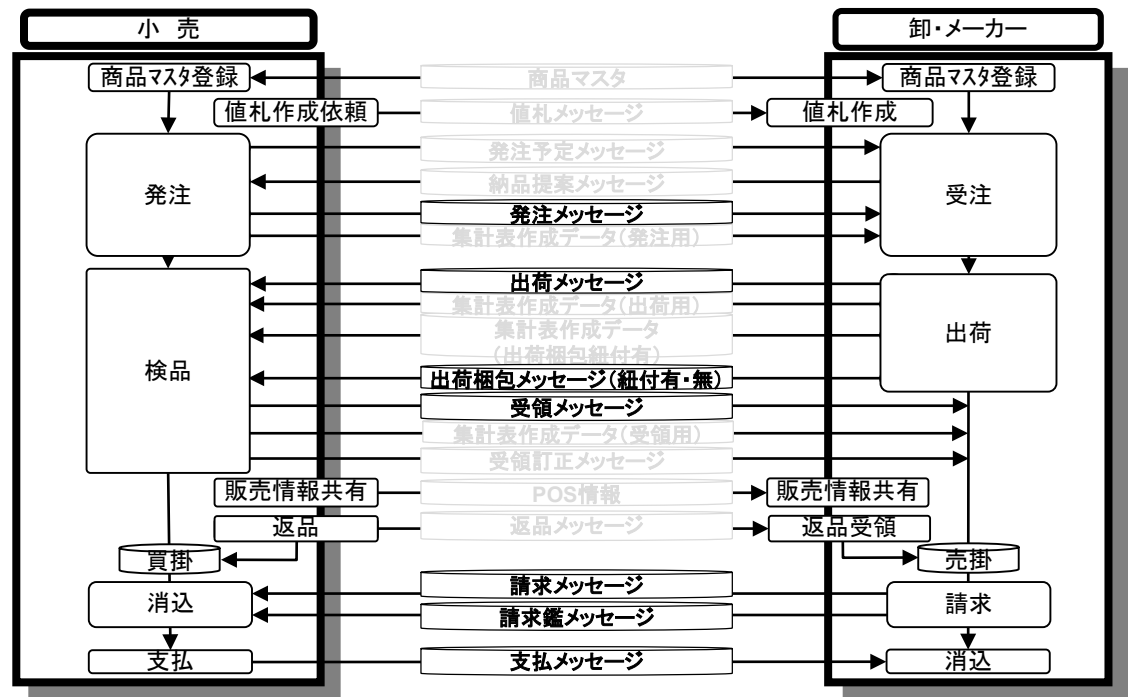 小 売
卸・メーカー
商品マスタ登録
商品マスタ
商品マスタ登録
値札作成依頼
値札メッセージ
値札作成
発注
発注予定メッセージ
納品提案メッセージ
発注メッセージ
集計表作成データ(発注用)
受注
検品
出荷メッセージ
集計表作成データ(出荷用)
集計表作成データ
(出荷梱包紐付有)
出荷梱包メッセージ(紐付有・無)
出荷
受領メッセージ
集計表作成データ(受領用)
受領訂正メッセージ
販売情報共有
POS情報
販売情報共有
返品
返品メッセージ
返品受領
買掛
売掛
消込
請求メッセージ
請求鑑メッセージ
請求
支払
支払メッセージ
消込